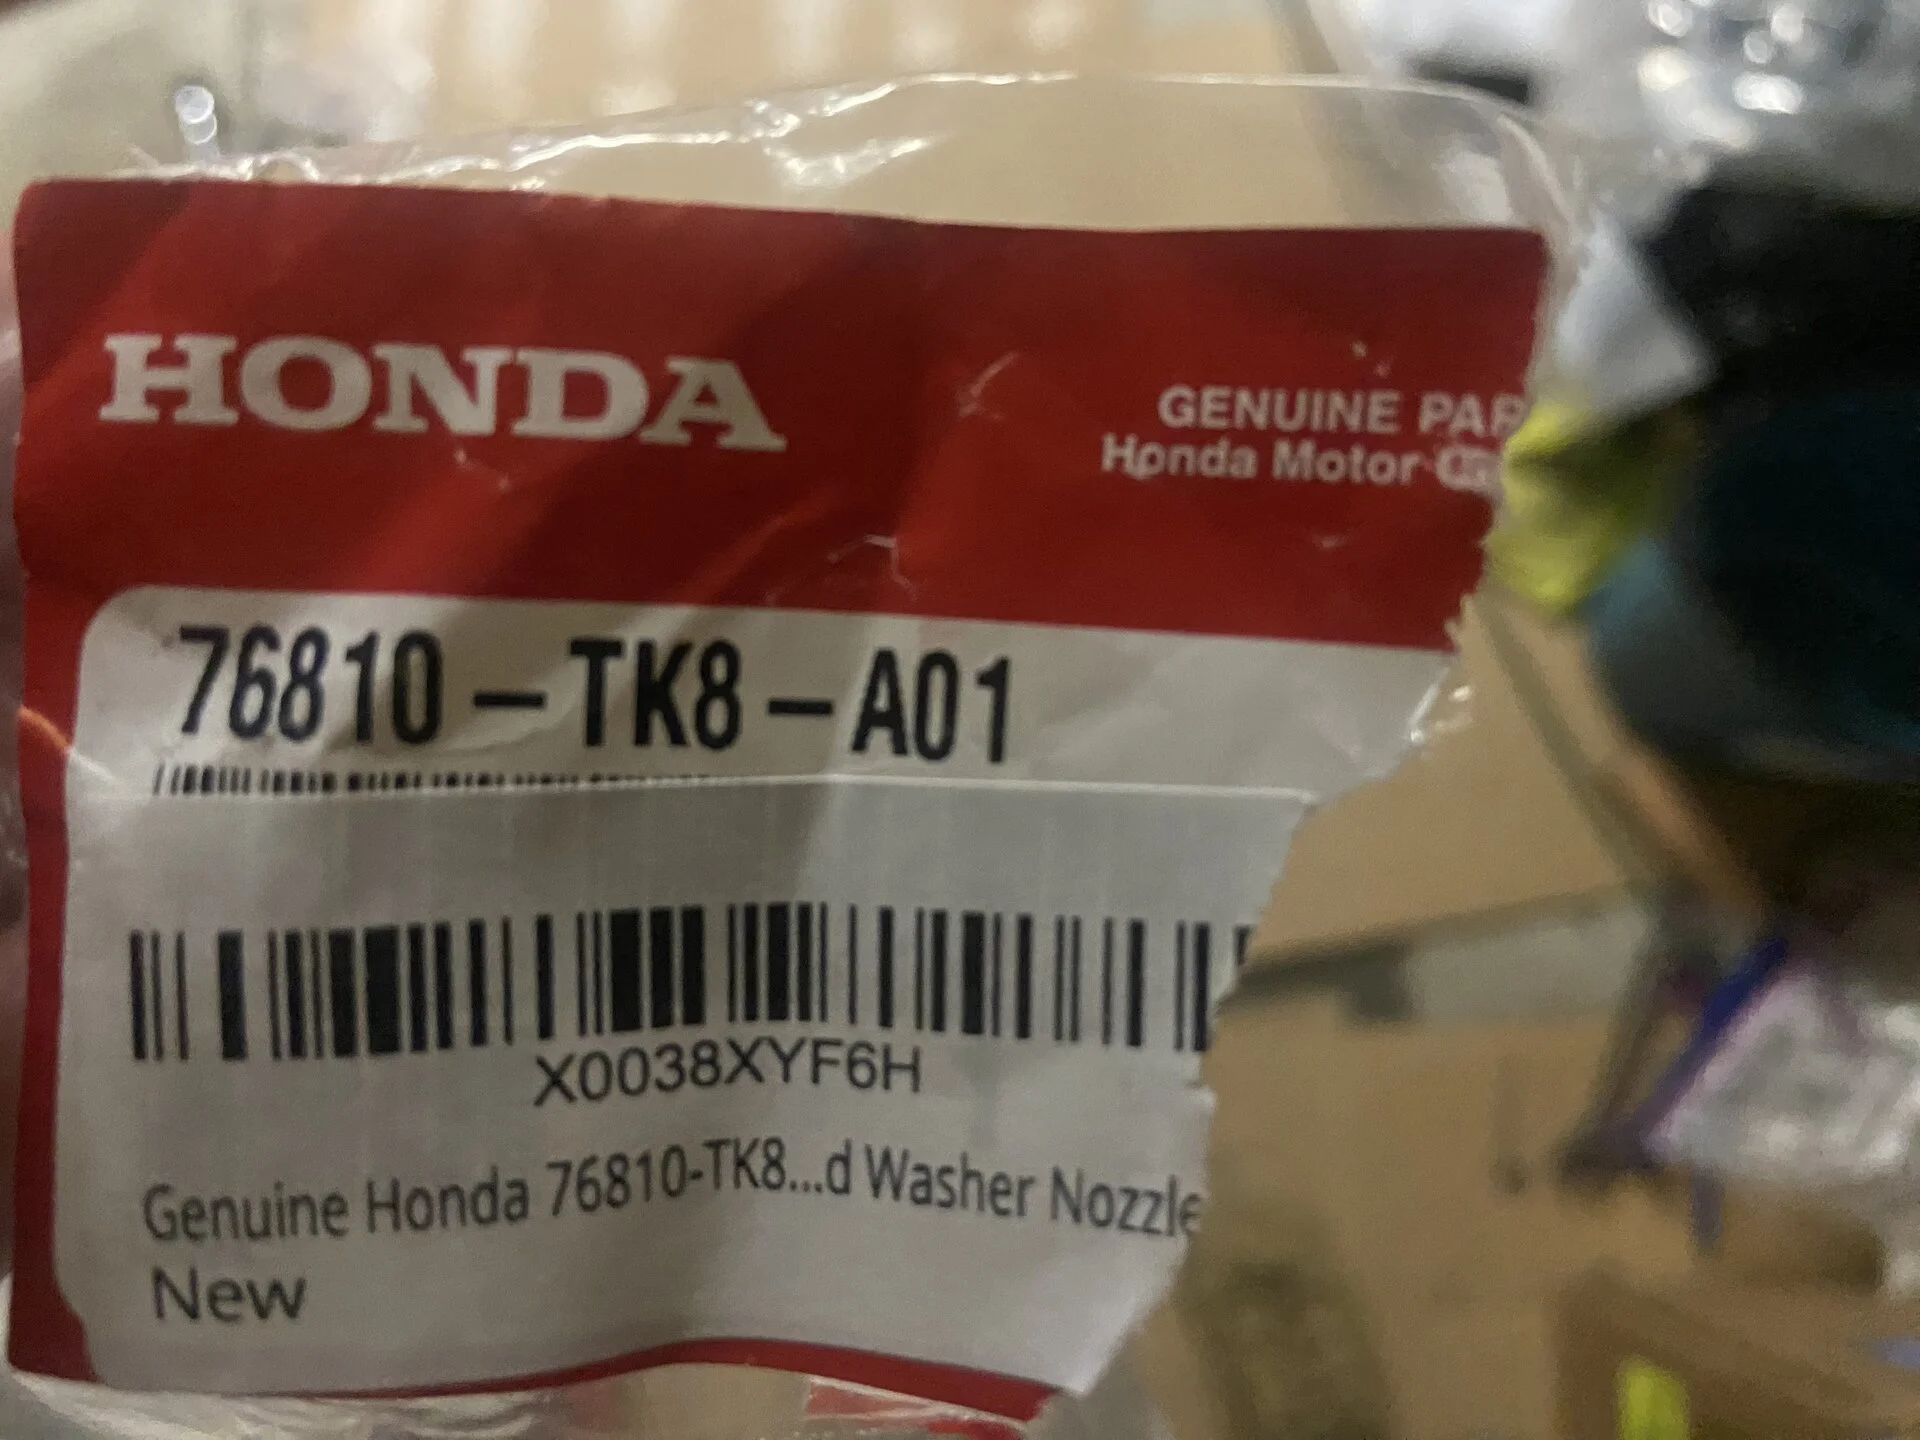 HONDA
GENUINE PAR
Honda Motor
76810-TK8-A01
X0038XYF6H
Genuine Honda 76810-TK8...d Washer Nozzle
New